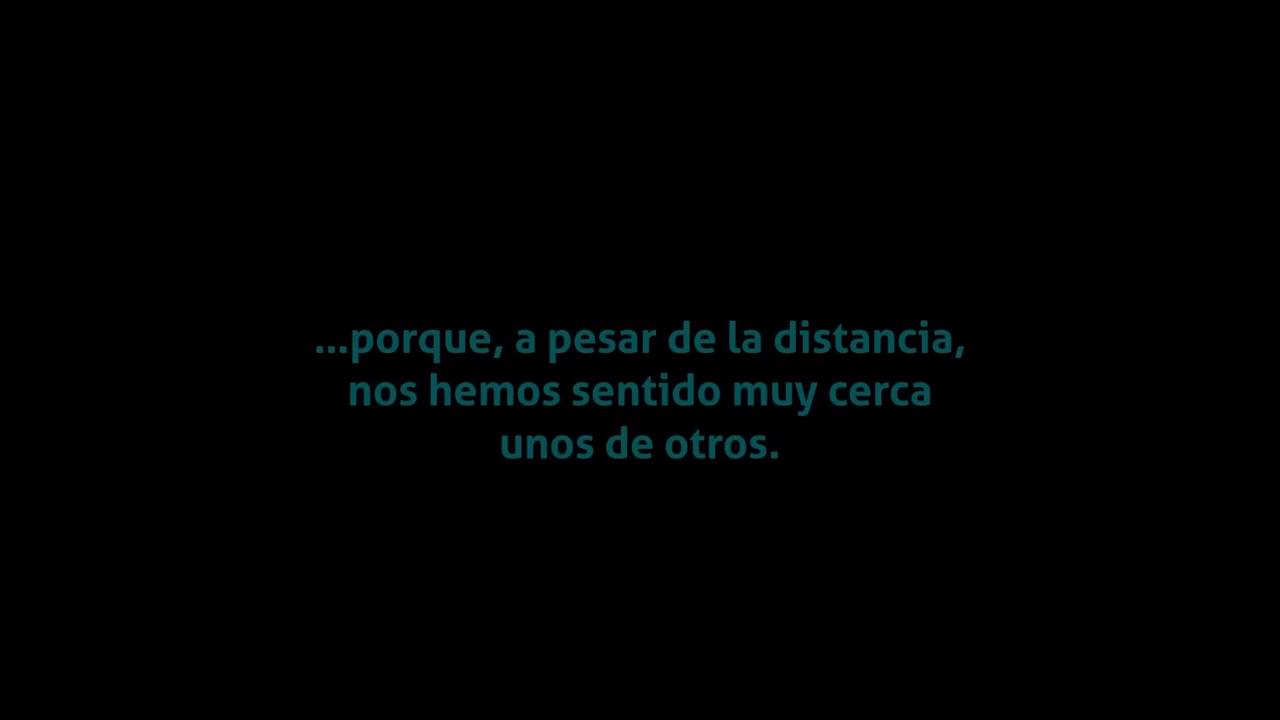 ...porque, a pesar de la distancia,
nos hemos sentido muy cerca
unos de otros.